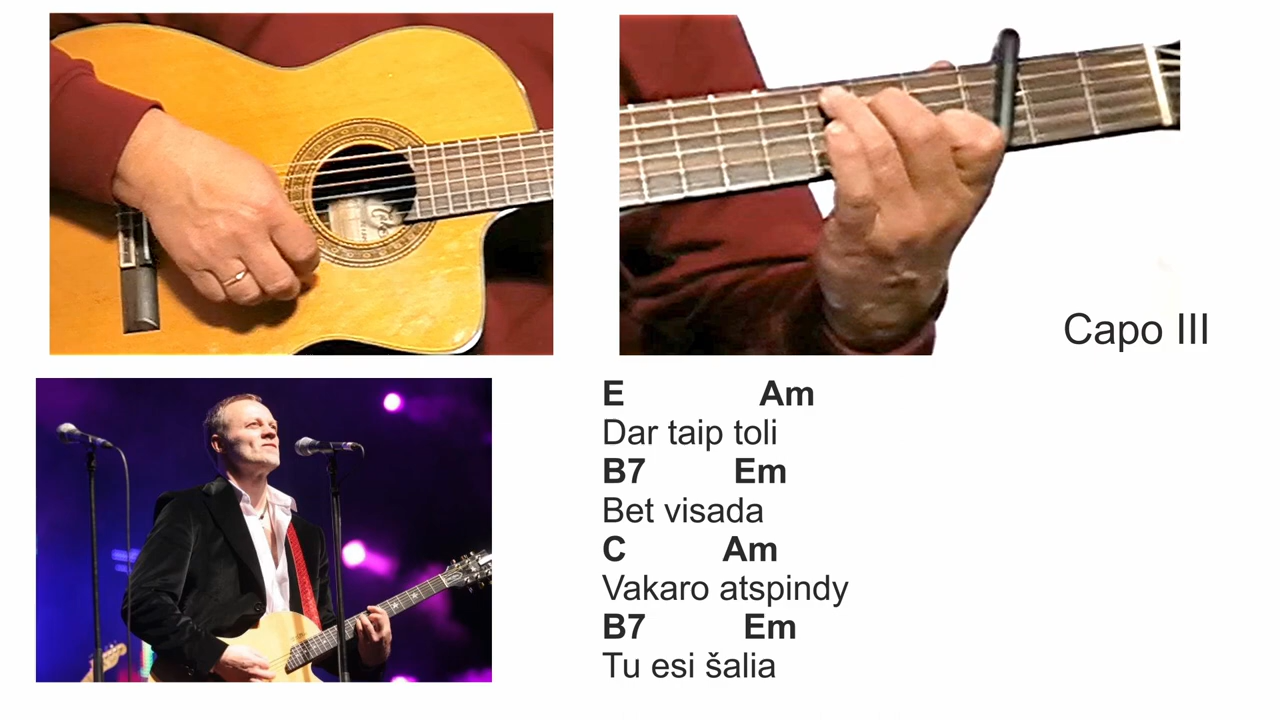 Capo III
E Am
Dar taip toli
B7 Em
Bet visada
C Am
Vakaro atspindy
B7 Em
Tu esi šalia